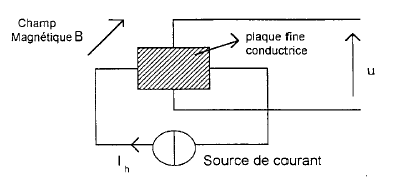 Champ
Magnétique B
plaque fine
conductrice
u
I h
Source de courant